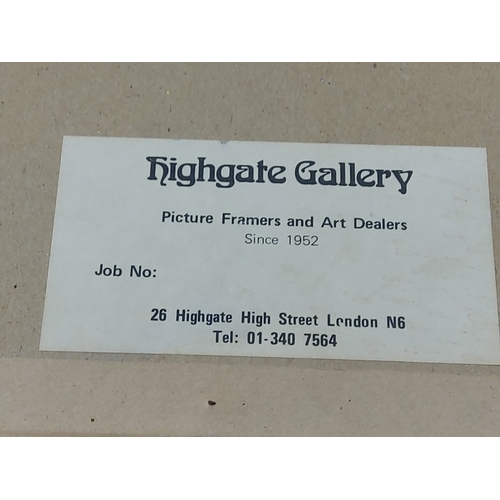 Highgate Gallery
Picture Framers and Art Dealers
Since 1952
Job No:
26 Highgate High Street London N6
Tel: 01-340 7564